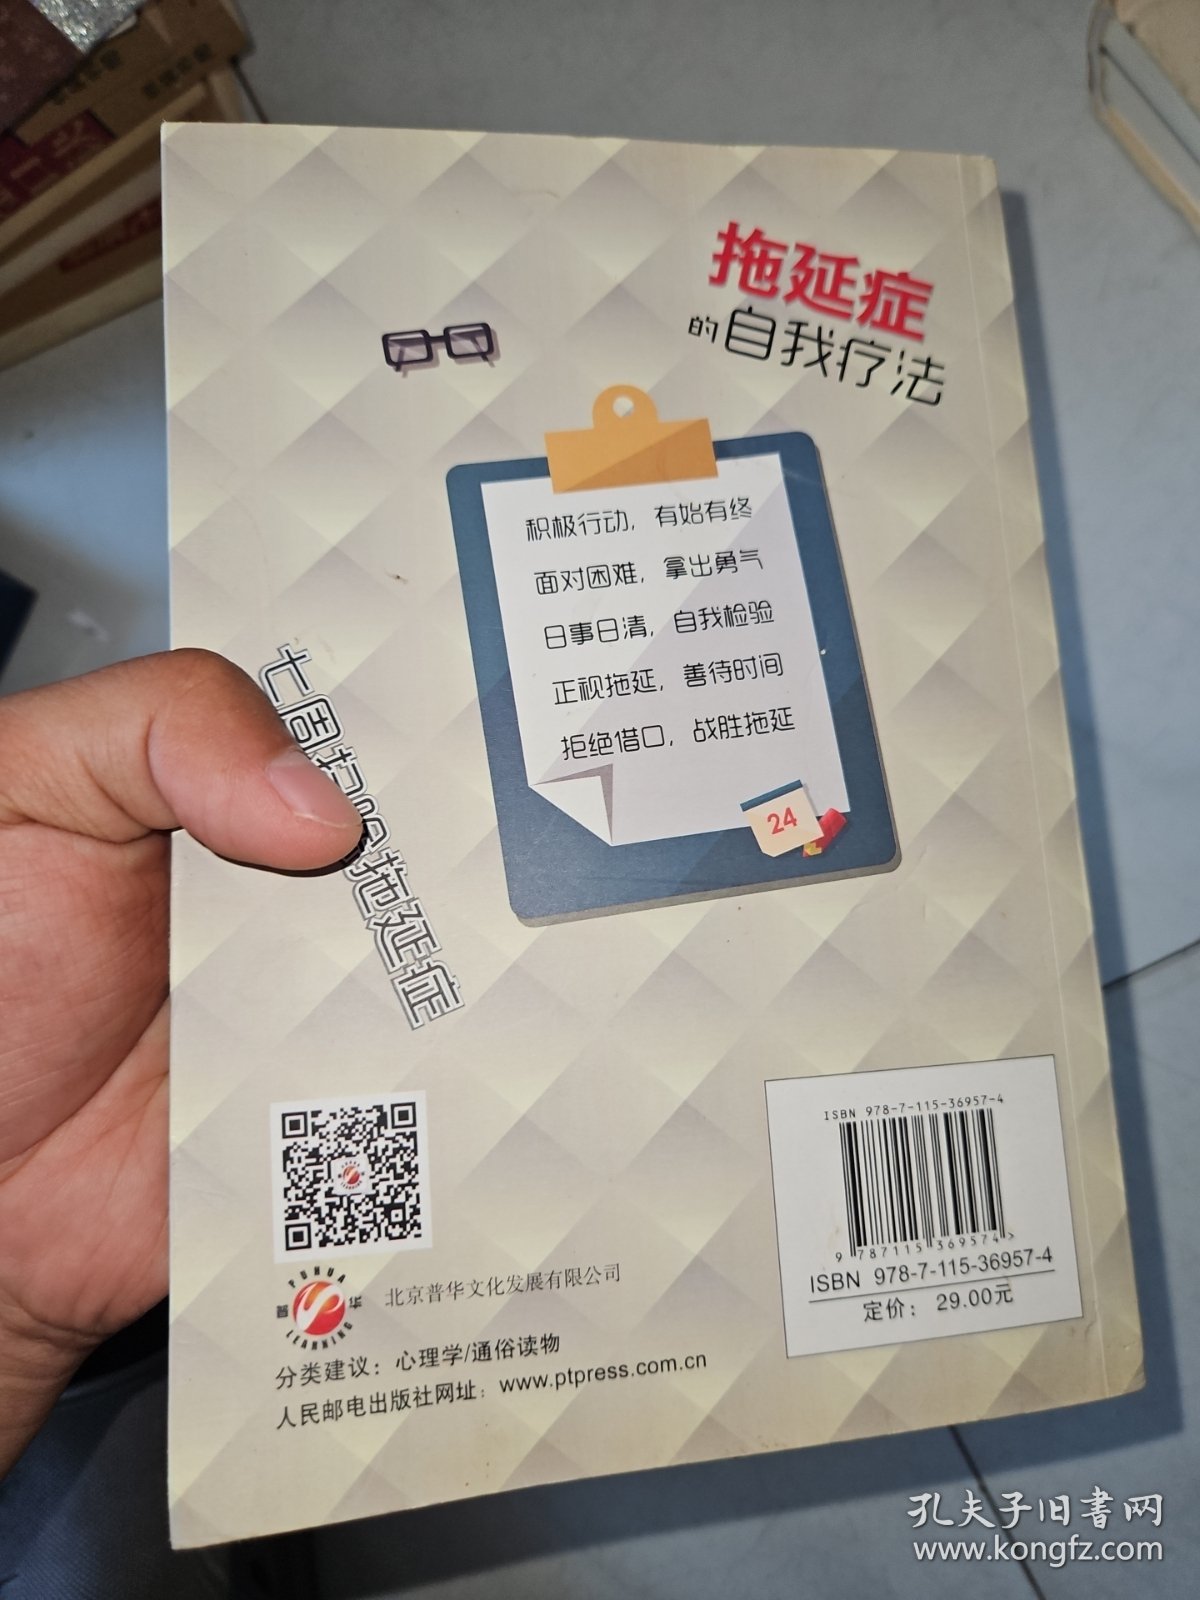 拖延症
的自我疗法
积极行动，有始有终
面对困难，拿出勇气
日事日清，自我检验
正视拖延，善待时间
拒绝借口，战胜拖延
24
七周
拖延症
ISBN 978-7-115-36957-4
9 787115 369574 >
ISBN 978-7-115-36957-4
定价： 29.00元
PUHUA
LEARNING
北京普华文化发展有限公司
分类建议：心理学/通俗读物
人民邮电出版社网址：www.ptpress.com.cn
孔夫子旧书网
www.kongfz.com